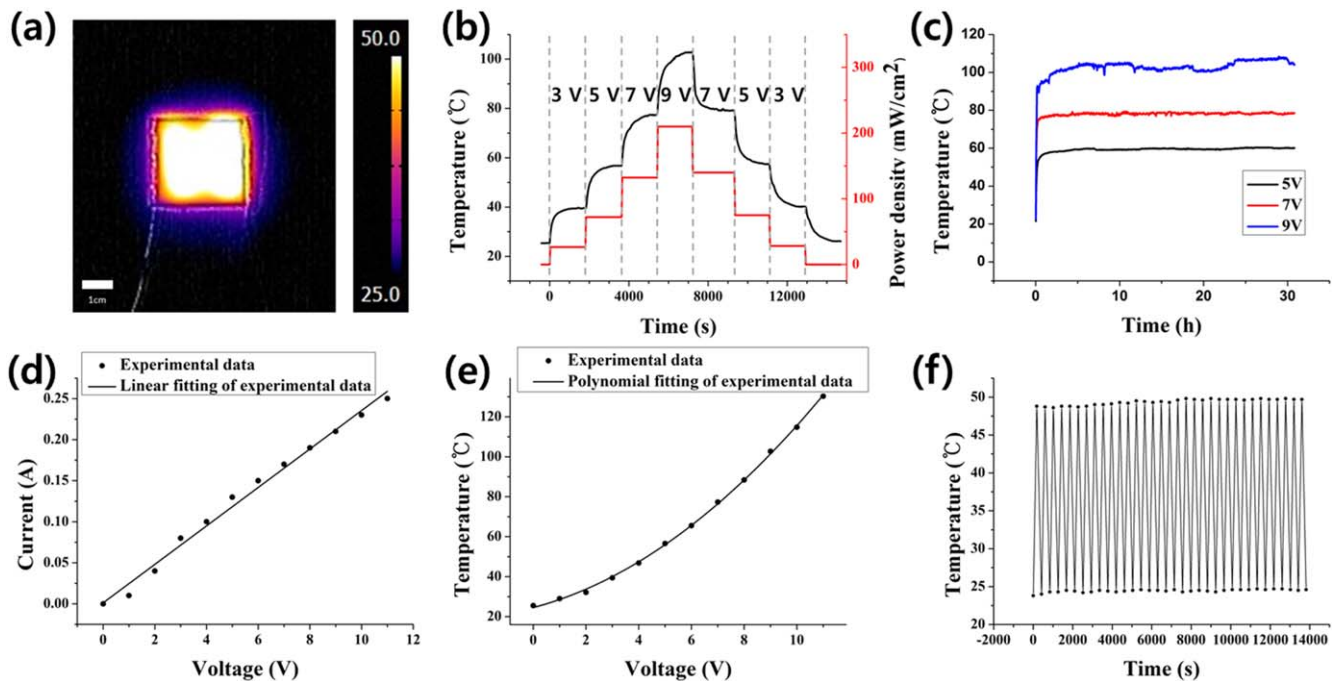 (a)
50.0
25.0
1cm
(b)
Temperature (℃)
100
80
60
40
20
3 V 5 V 7 V 9 V 7 V 5 V 3 V
300
200
100
0
Power density (mW/cm²)
0 4000 8000 12000
Time (s)
(c)
Temperature (℃)
120
100
80
60
40
20
0
5V
7V
9V
0 10 20 30
Time (h)
(d)
Experimental data
Linear fitting of experimental data
Current (A)
0.25
0.20
0.15
0.10
0.05
0.00
0 2 4 6 8 10 12
Voltage (V)
(e)
Experimental data
Polynomial fitting of experimental data
Temperature (℃)
120
100
80
60
40
20
0 2 4 6 8 10
Voltage (V)
(f)
Temperature (℃)
50
45
40
35
30
25
20
-2000 0 2000 4000 6000 8000 10000 12000 14000
Time (s)